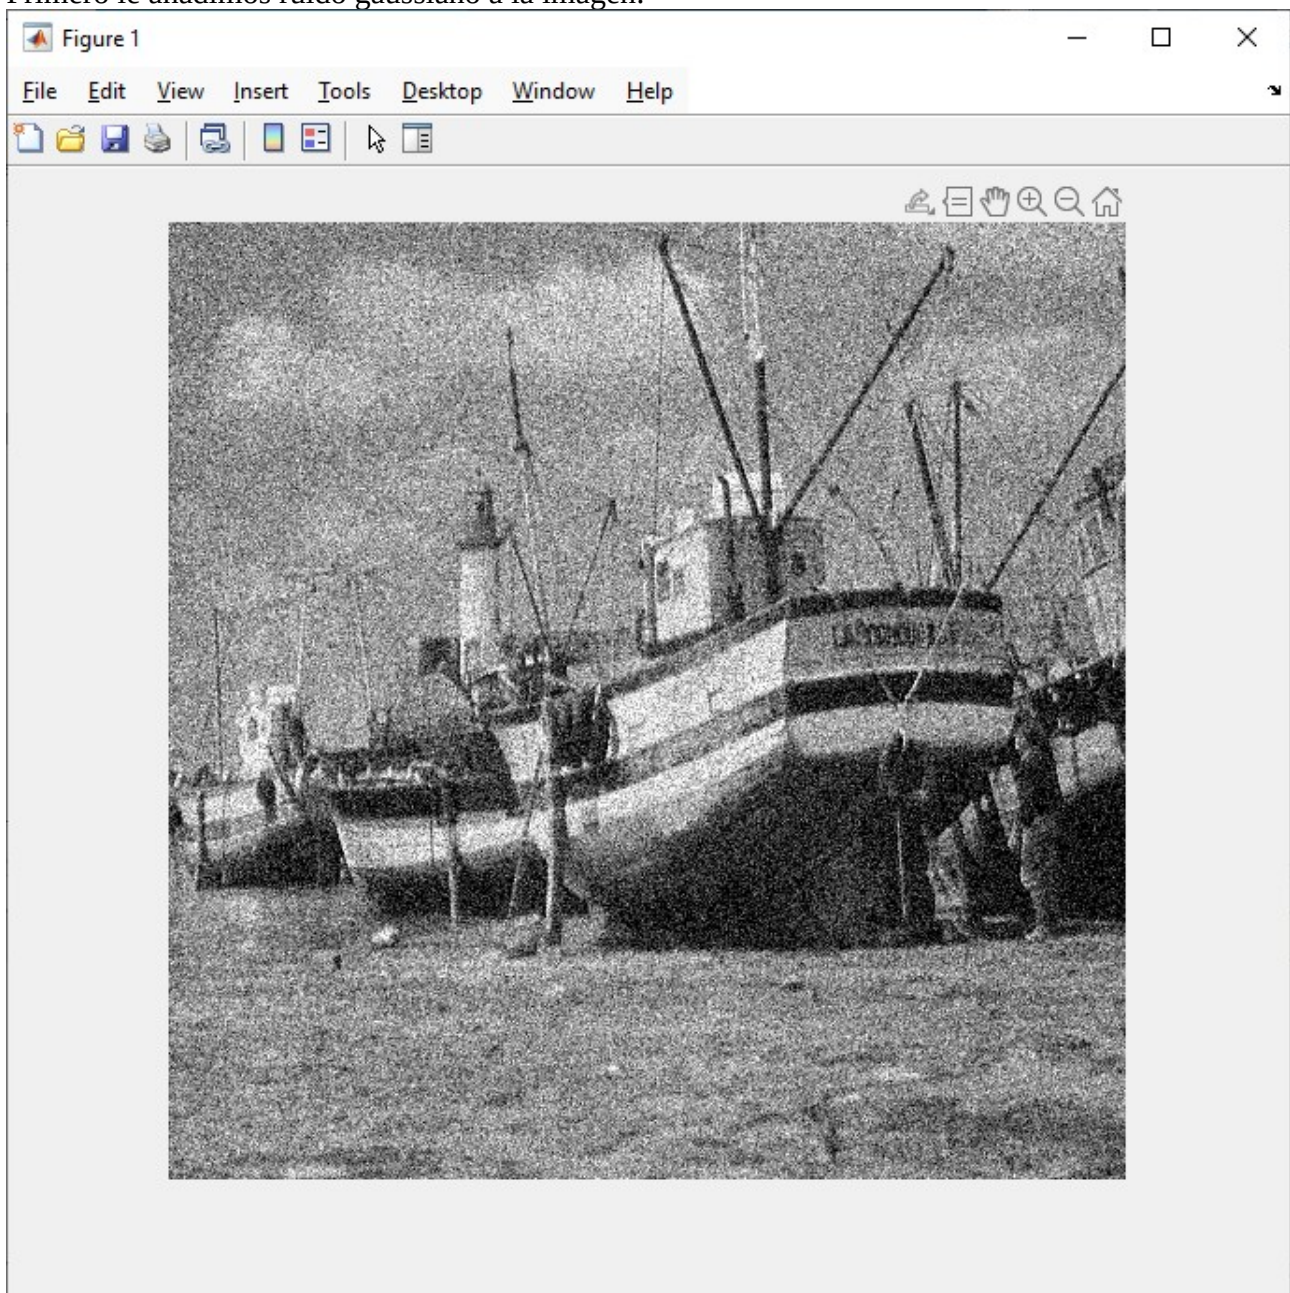 Primero le añadimos ruido gaussiano a la imagen:
Figure 1
File Edit View Insert Tools Desktop Window Help